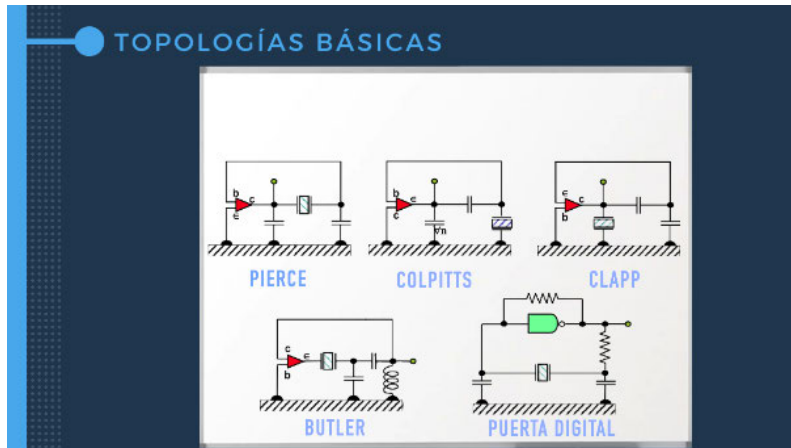 TOPOLOGÍAS BÁSICAS
b c e
b e c
e c b
PIERCE COLPITTS CLAPP
c e b
BUTLER PUERTA DIGITAL